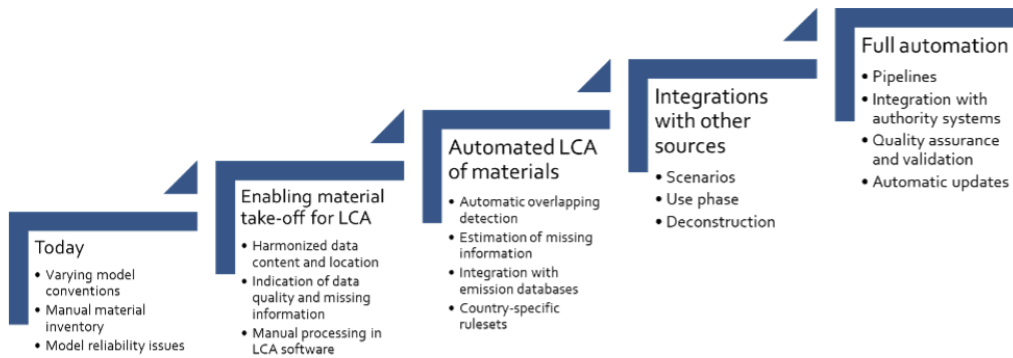 Today
• Varying model
conventions
• Manual material
inventory
• Model reliability issues
Enabling material
take-off for LCA
• Harmonized data
content and location
• Indication of data
quality and missing
information
• Manual processing in
LCA software
Automated LCA
of materials
• Automatic overlapping
detection
• Estimation of missing
information
• Integration with
emission databases
• Country-specific
rulesets
Integrations
with other
sources
• Scenarios
• Use phase
• Deconstruction
Full automation
• Pipelines
• Integration with
authority systems
• Quality assurance
and validation
• Automatic updates